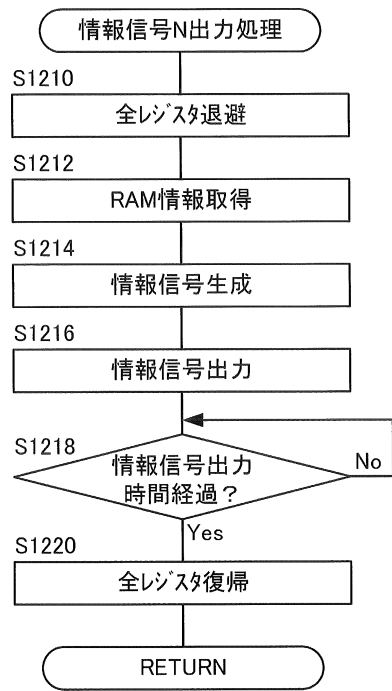 情報信号N出力処理
S1210
全ﾚｼﾞｽﾀ退避
S1212
RAM情報取得
S1214
情報信号生成
S1216
情報信号出力
S1218
情報信号出力
時間経過？
No
Yes
S1220
全ﾚｼﾞｽﾀ復帰
RETURN